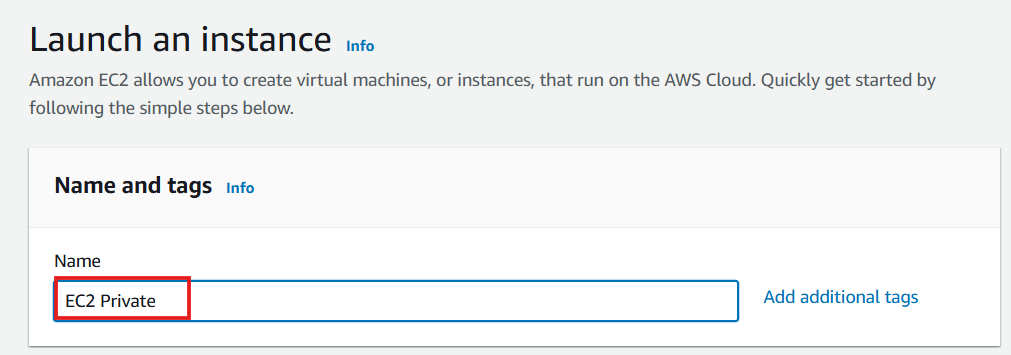 Launch an instance Info
Amazon EC2 allows you to create virtual machines, or instances, that run on the AWS Cloud. Quickly get started by
following the simple steps below.
Name and tags Info
Name
EC2 Private
Add additional tags